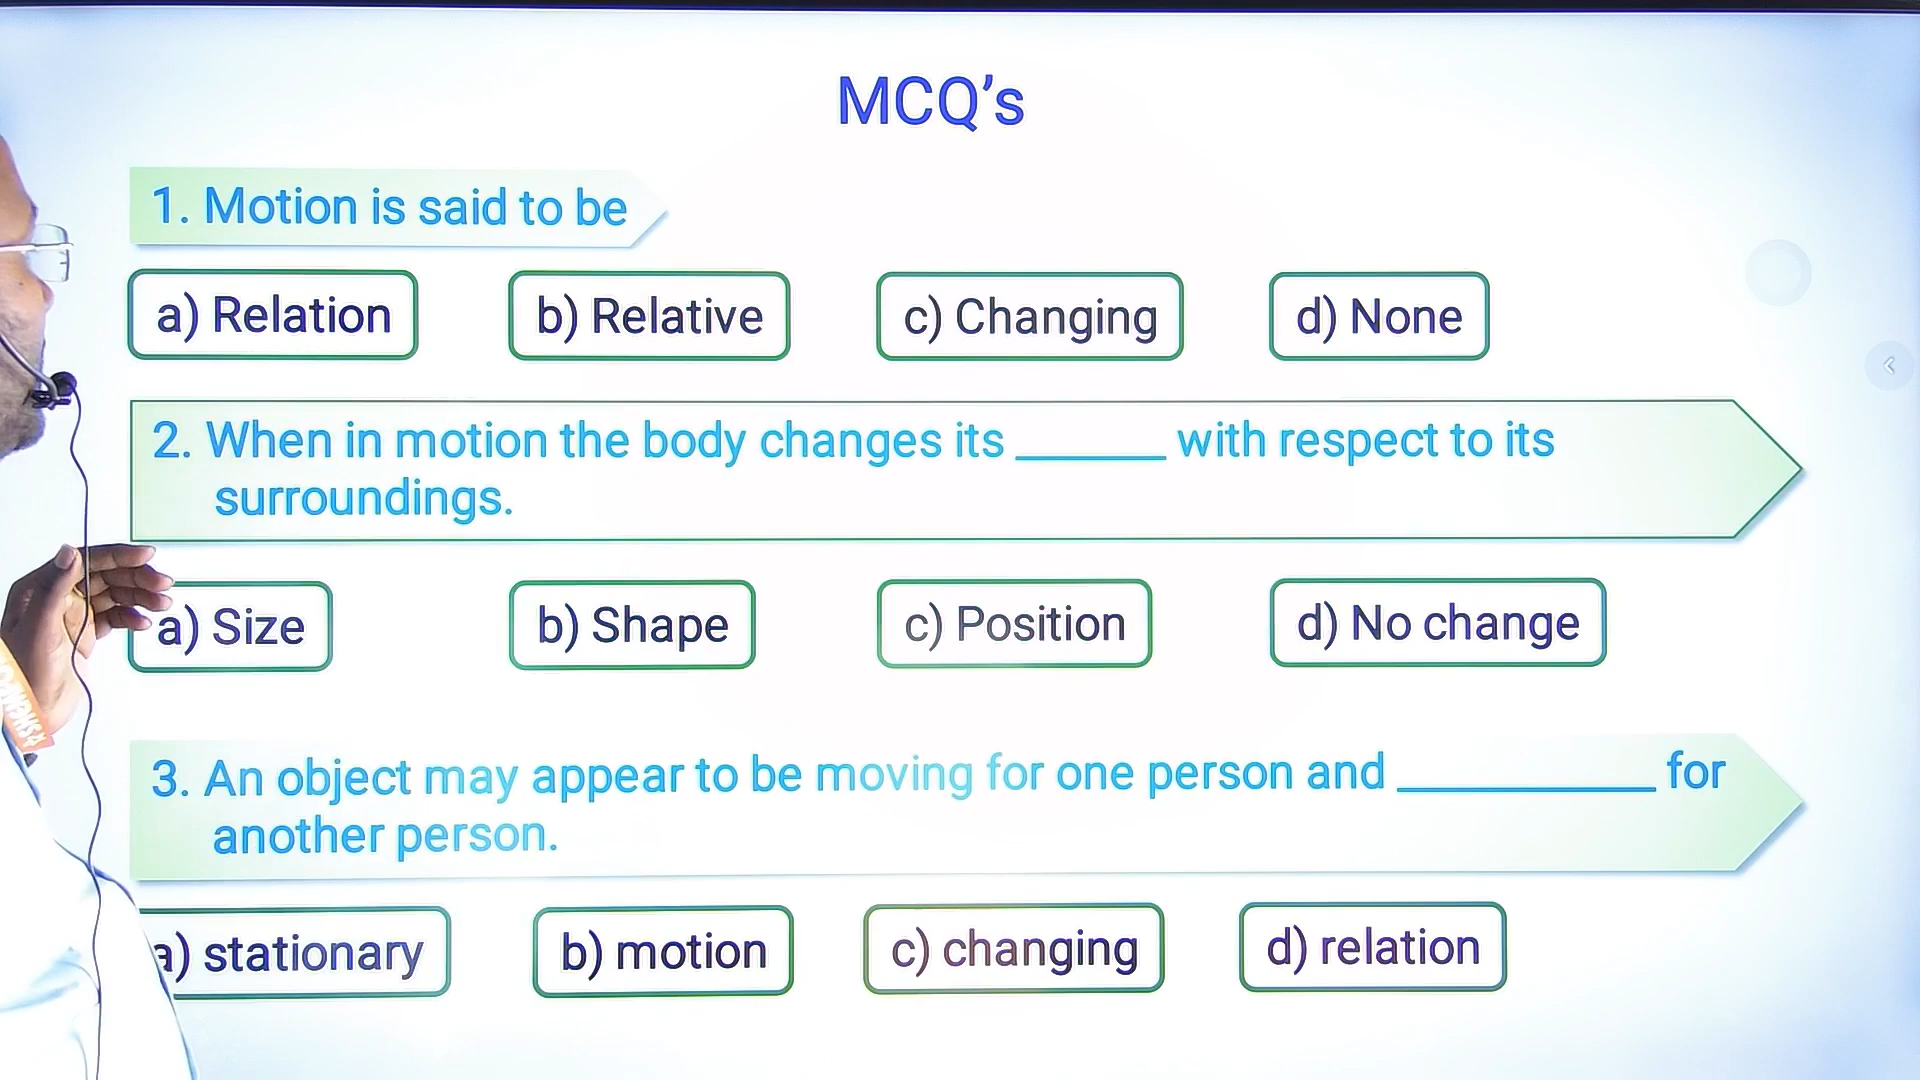 MCQ’s
1. Motion is said to be
a) Relation b) Relative c) Changing d) None
2. When in motion the body changes its ______ with respect to its
surroundings.
a) Size b) Shape c) Position d) No change
3. An object may appear to be moving for one person and __________ for
another person.
a) stationary b) motion c) changing d) relation